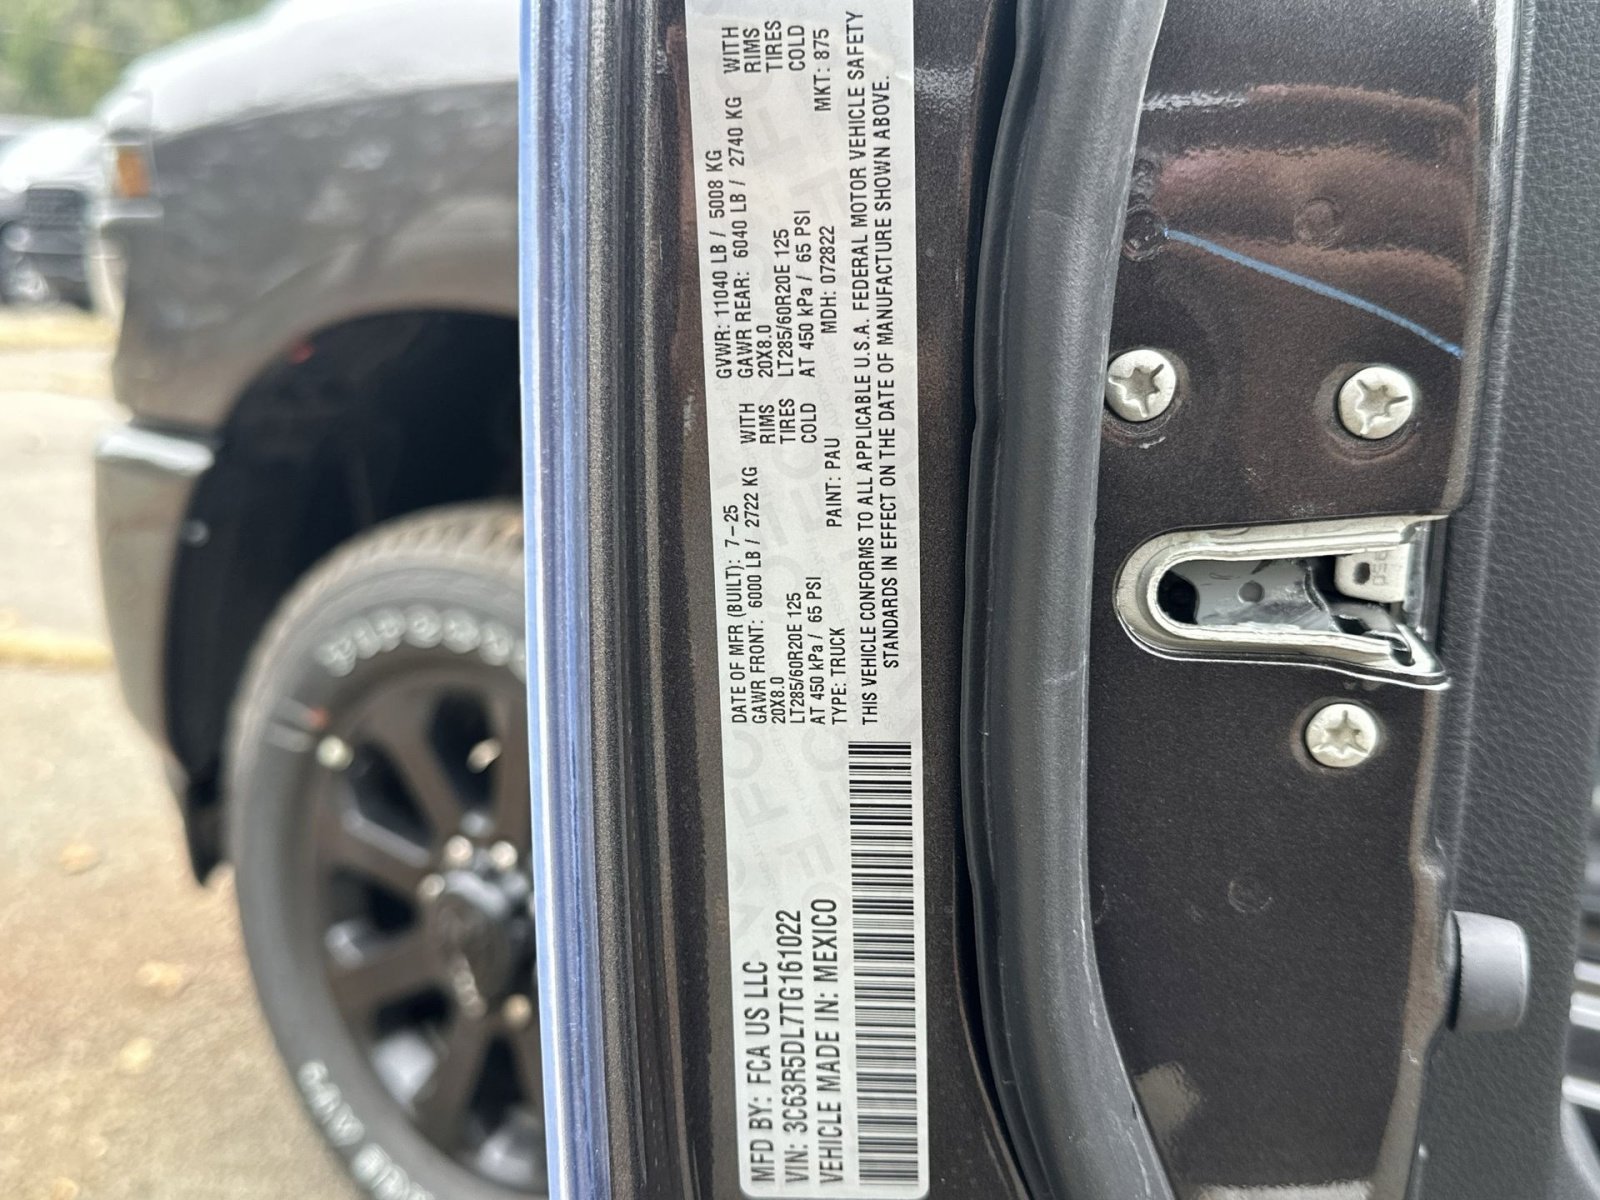 MFD BY: FCA US LLC
VIN: 3C63R5DL7TG161022
VEHICLE MADE IN: MEXICO
DATE OF MFR (BUILT): 7-25 GVWR: 11040 LB / 5008 KG
GAWR FRONT: 6000 LB / 2722 KG WITH GAWR REAR: 6040 LB / 2740 KG WITH
20X8.0 RIMS 20X8.0 RIMS
LT285/60R20E 125 TIRES LT285/60R20E 125 TIRES
AT 450 kPa / 65 PSI COLD AT 450 kPa / 65 PSI COLD
TYPE: TRUCK PAINT: PAU MDH: 072822 MKT: 875
THIS VEHICLE CONFORMS TO ALL APPLICABLE U.S.A. FEDERAL MOTOR VEHICLE SAFETY
STANDARDS IN EFFECT ON THE DATE OF MANUFACTURE SHOWN ABOVE.